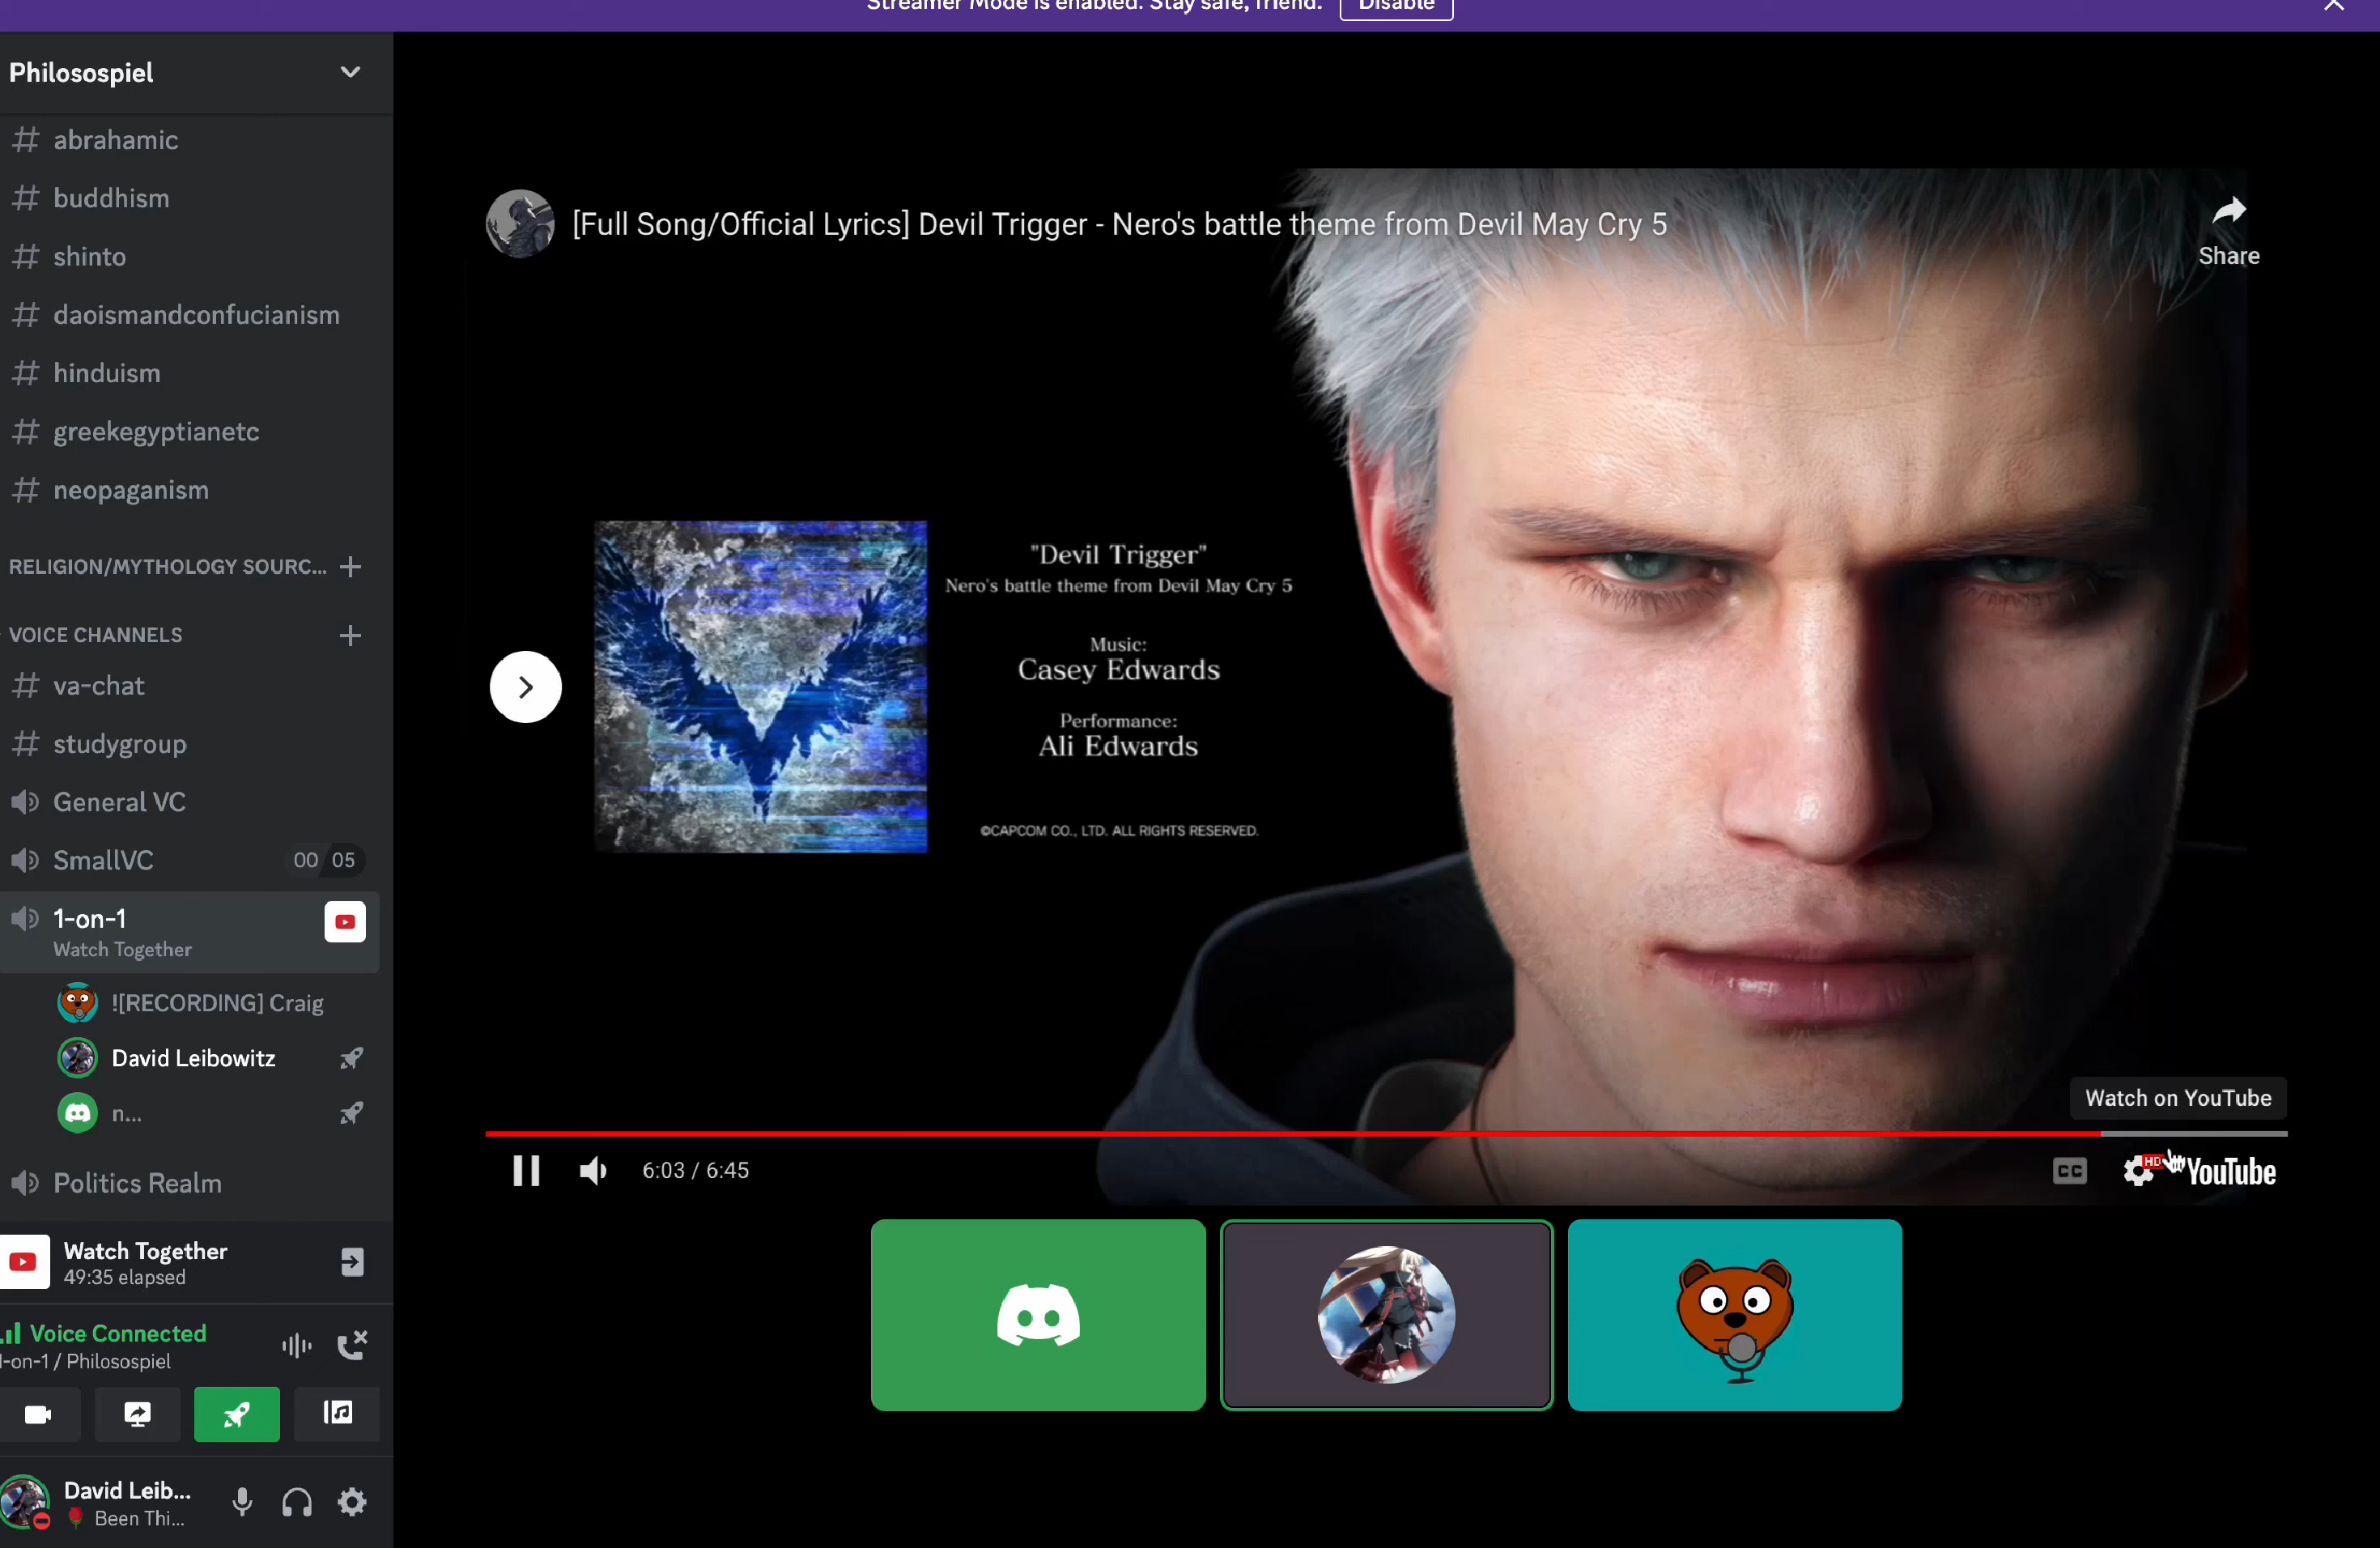 Streamer Mode is enabled. Stay safe, friend. Disable
Philosospiel
abrahamic
buddhism
shinto
daoismandconfucianism
hinduism
greekegyptianetc
neopaganism
RELIGION/MYTHOLOGY SOURC...
VOICE CHANNELS
va-chat
studygroup
General VC
SmallVC 00 05
1-on-1
Watch Together
![RECORDING] Craig
David Leibowitz
n...
Politics Realm
Watch Together
49:35 elapsed
Voice Connected
1-on-1 / Philosospiel
David Leib...
Been Thi...
[Full Song/Official Lyrics] Devil Trigger - Nero's battle theme from Devil May Cry 5
Share
"Devil Trigger"
Nero's battle theme from Devil May Cry 5
Music:
Casey Edwards
Performance:
Ali Edwards
©CAPCOM CO., LTD. ALL RIGHTS RESERVED.
Watch on YouTube
6:03 / 6:45
CC HD YouTube